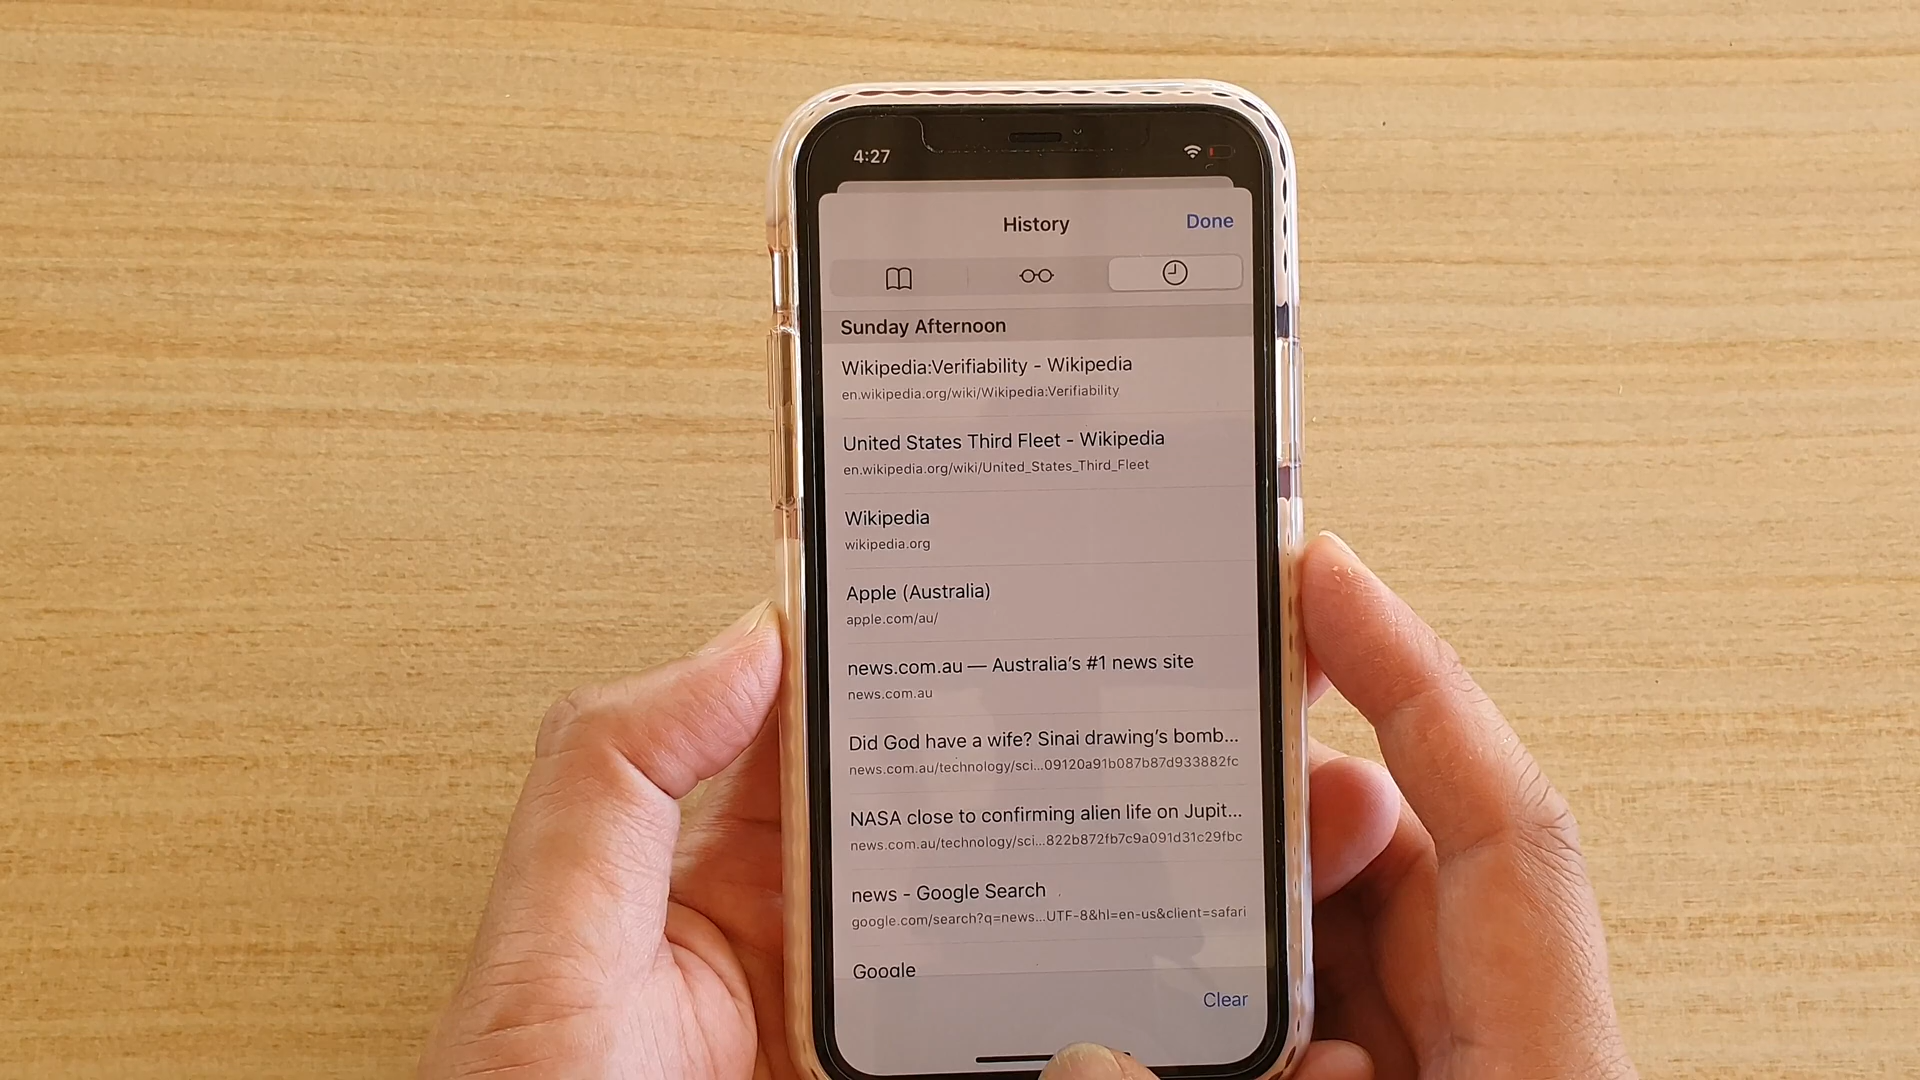 4:27
History
Done
Sunday Afternoon
Wikipedia:Verifiability - Wikipedia
en.wikipedia.org/wiki/Wikipedia:Verifiability
United States Third Fleet - Wikipedia
en.wikipedia.org/wiki/United_States_Third_Fleet
Wikipedia
wikipedia.org
Apple (Australia)
apple.com/au/
news.com.au — Australia's #1 news site
news.com.au
Did God have a wife? Sinai drawing's bomb...
news.com.au/technology/sci...09120a91b087b87d933882fc
NASA close to confirming alien life on Jupit...
news.com.au/technology/sci...822b872fb7c9a091d31c29fbc
news - Google Search
google.com/search?q=news...UTF-8&hl=en-us&client=safari
Google
Clear